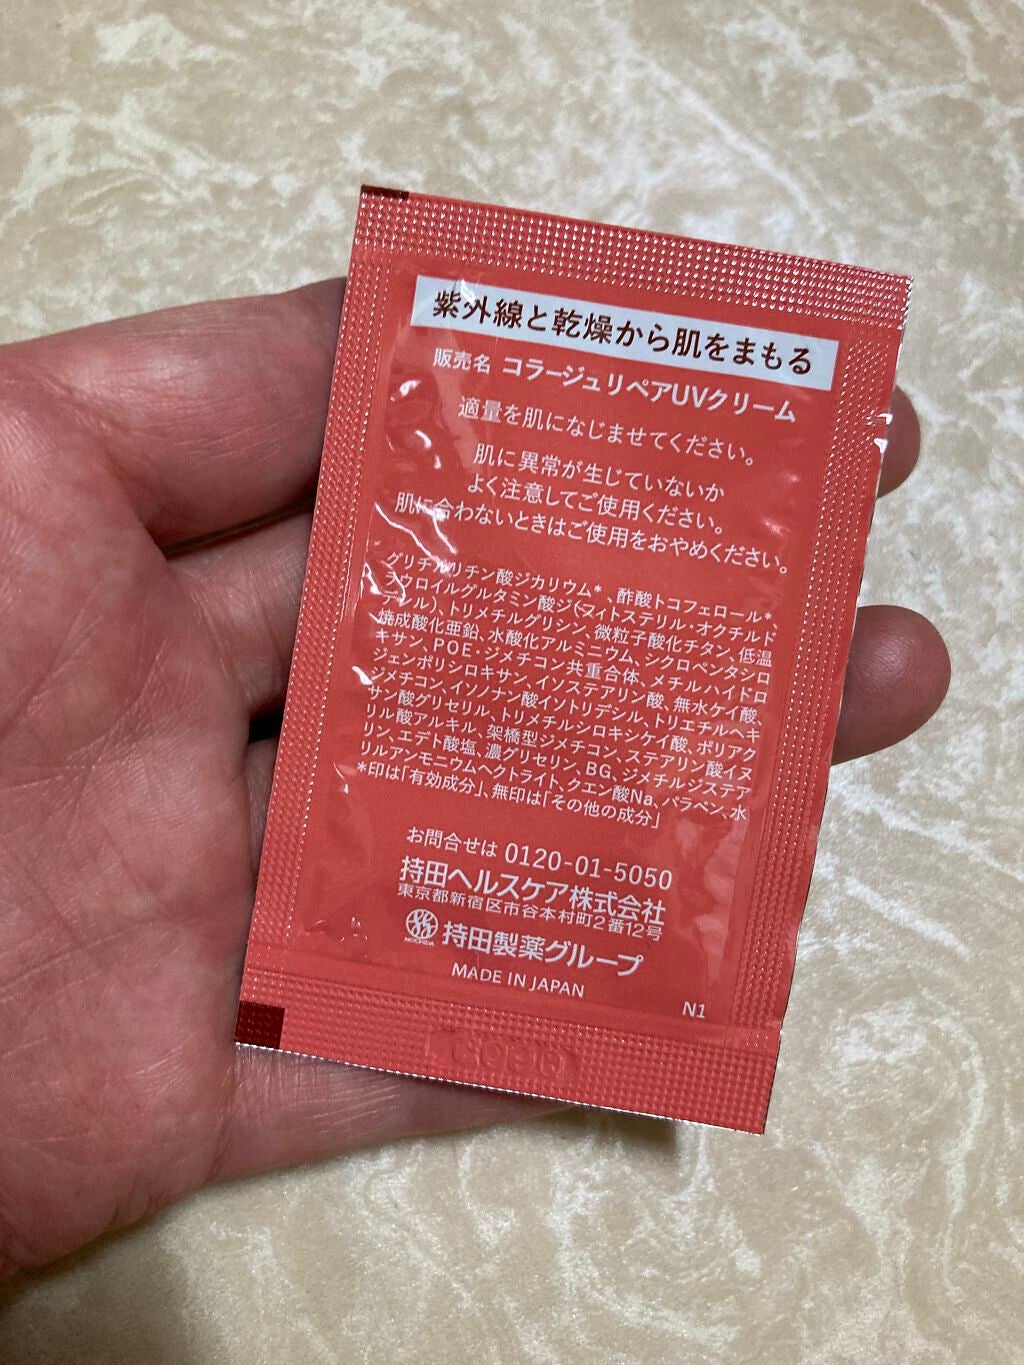 紫外線と乾燥から肌をまもる
販売名 コラージュリペアUVクリーム
適量を肌になじませてください。
肌に異常が生じていないか
よく注意してご使用ください。
肌に合わないときはご使用をおやめください。
グリチルリチン酸ジカリウム*、酢酸トコフェロール*
ラウロイルグルタミン酸ジ(フィトステリル・オクチルド
デシル)、トリメチルグリシン、微粒子酸化チタン、低温
焼成酸化亜鉛、水酸化アルミニウム、シクロペンタシロ
キサン、POE・ジメチコン共重合体、メチルハイドロ
ジェンポリシロキサン、イソステアリン酸、無水ケイ酸、
ジメチコン、イソノナン酸イソトリデシル、トリエチルヘキ
サン酸グリセリル、トリメチルシロキシケイ酸、ポリアク
リル酸アルキル、架橋型ジメチコン、ステアリン酸イヌ
リン、エデト酸塩、濃グリセリン、BG、ジメチルジステア
リルアンモニウムヘクトライト、クエン酸Na、パラベン、水
*印は「有効成分」、無印は「その他の成分」
お問合せは 0120-01-5050
持田ヘルスケア株式会社
東京都新宿区市谷本村町2番12号
MOCHIDA 持田製薬グループ
MADE IN JAPAN
N1